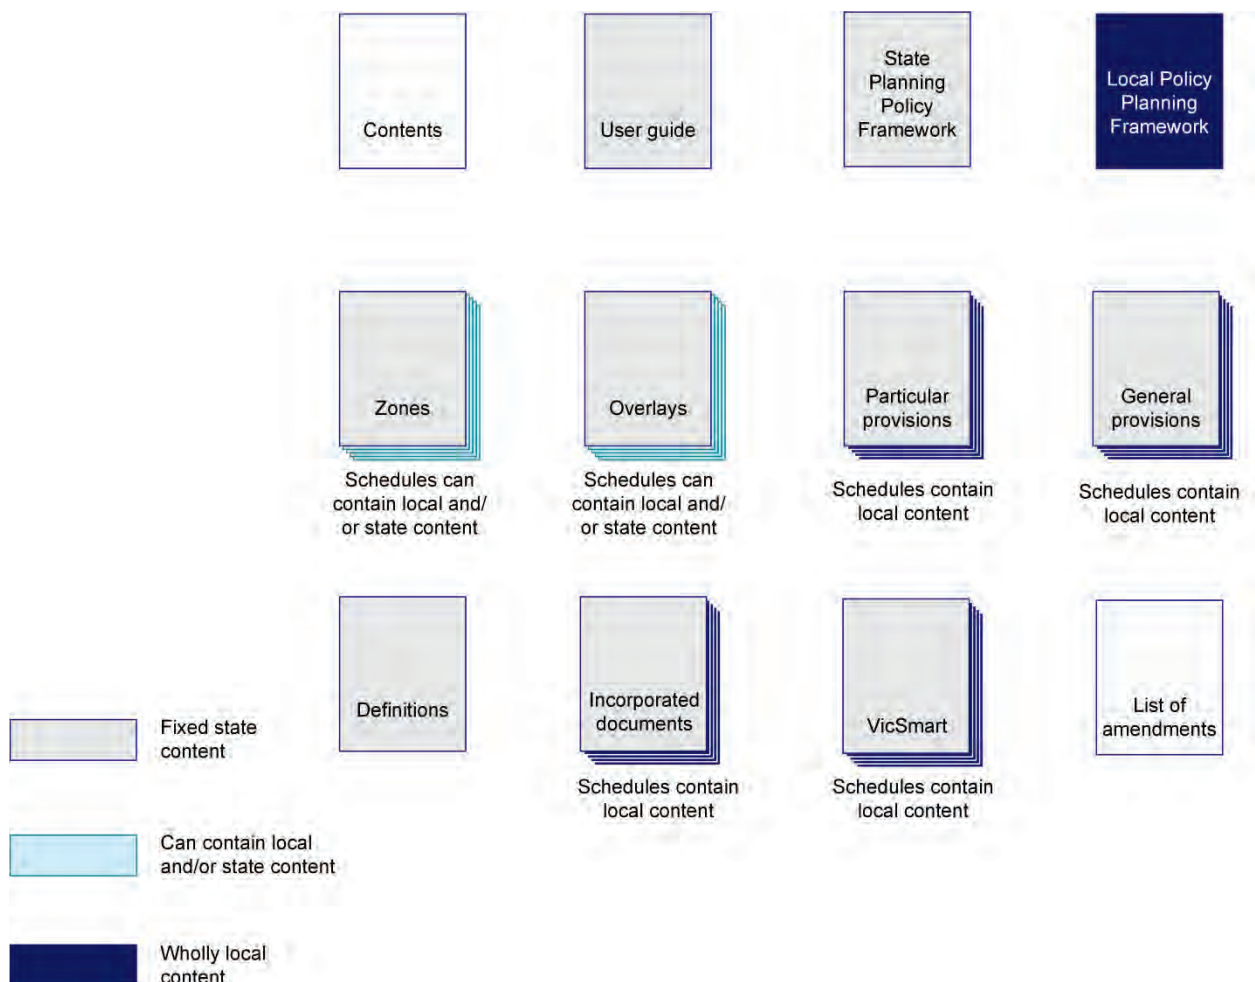 Contents
User guide
State
Planning
Policy
Framework
Local Policy
Planning
Framework
Zones
Overlays
Particular
provisions
General
provisions
Schedules can
contain local and/
or state content
Schedules can
contain local and/
or state content
Schedules contain
local content
Schedules contain
local content
Definitions
Incorporated
documents
VicSmart
List of
amendments
Schedules contain
local content
Schedules contain
local content
Fixed state
content
Can contain local
and/or state content
Wholly local
content